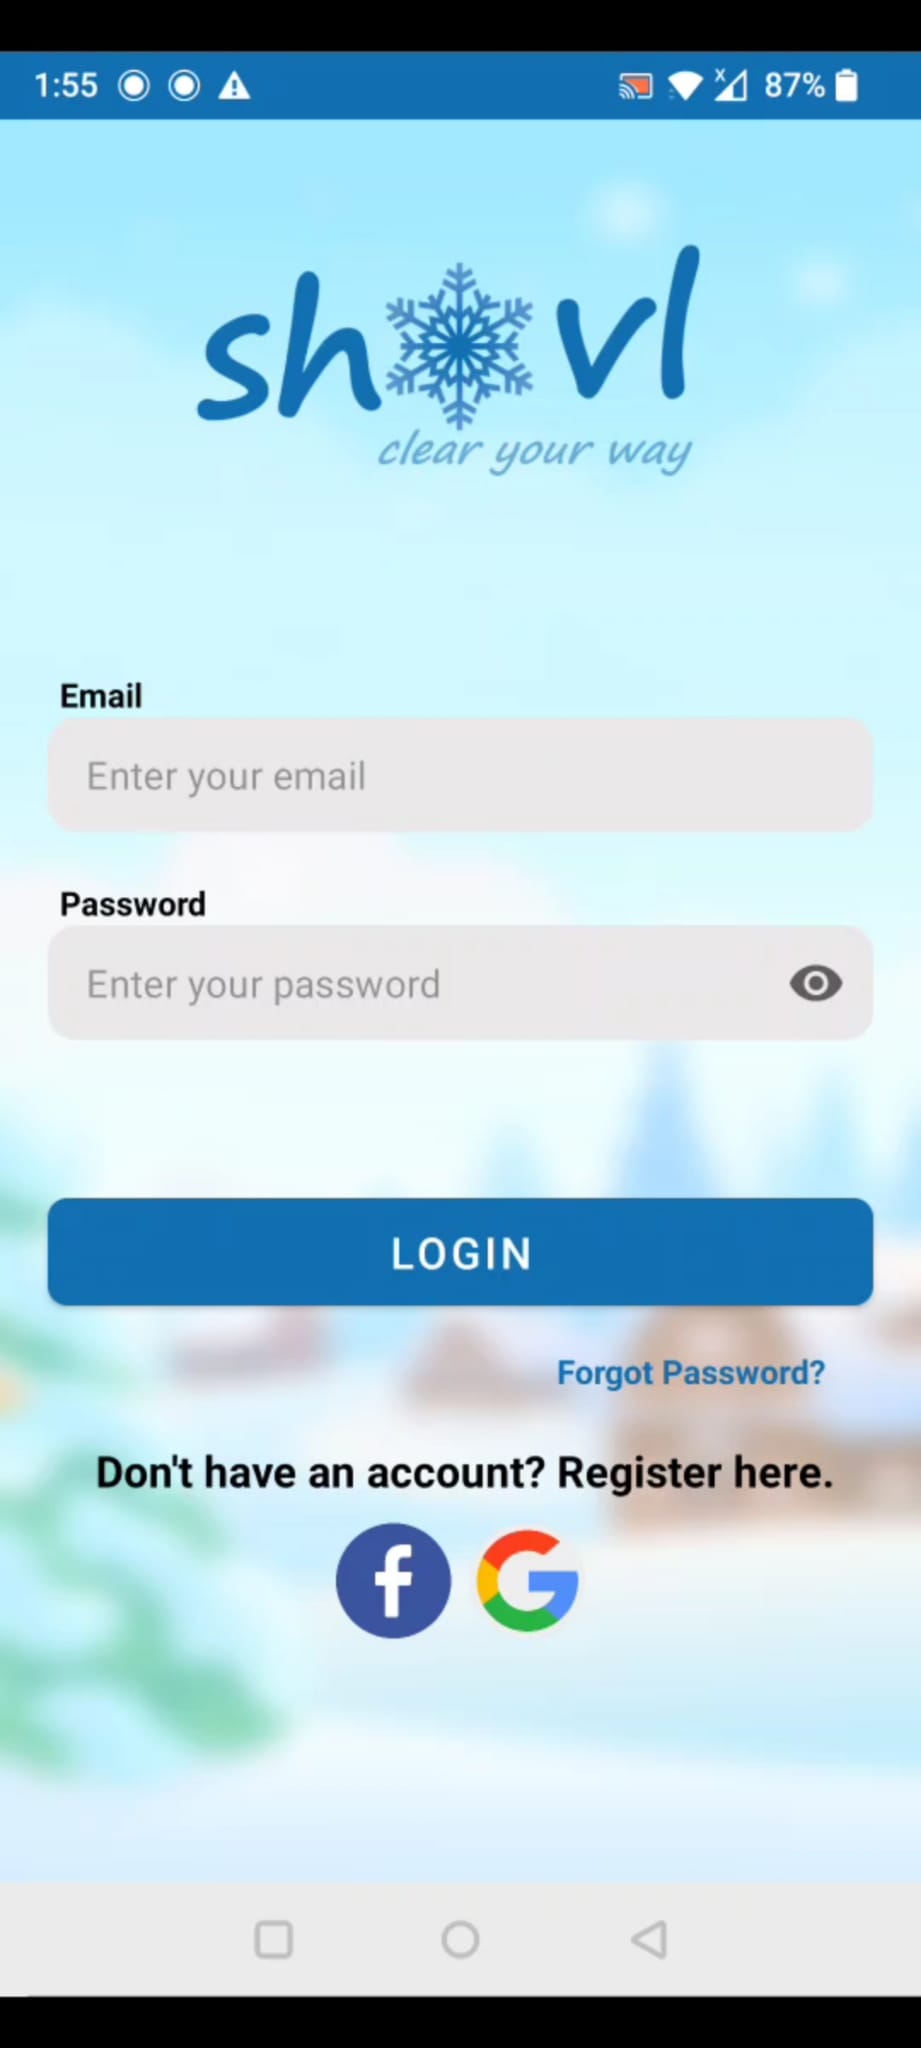 1:55
x
87%
sh vl
clear your way
Email
Enter your email
Password
Enter your password
LOGIN
Forgot Password?
Don't have an account? Register here.
f G